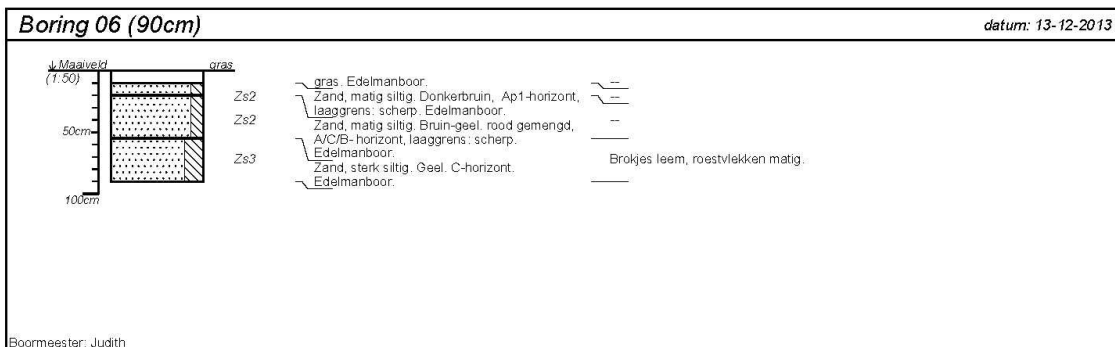 Boring 06 (90cm)
datum: 13-12-2013
↓ Maaiveld
gras
(1:50)
gras. Edelmanboor.
--
Zs2
Zand, matig siltig. Donkerbruin, Ap1-horizont,
--
laaggrens: scherp. Edelmanboor.
Zs2
Zand, matig siltig. Bruin-geel. rood gemengd,
--
50cm
A/C/B- horizont, laaggrens: scherp.
Edelmanboor.
Zs3
Zand, sterk siltig. Geel. C-horizont.
Brokjes leem, roestvlekken matig.
Edelmanboor.
100cm
Boormeester: Judith